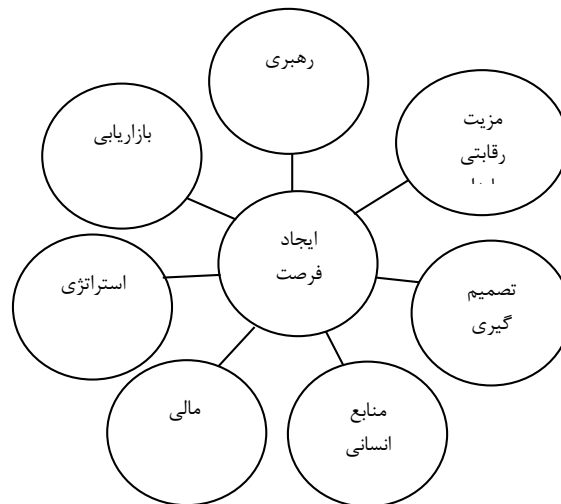 رهبری
مزیت
رقابتی
بازاریابی
ایجاد
فرصت
استراتژی
تصمیم
گیری
مالی
منابع
انسانی